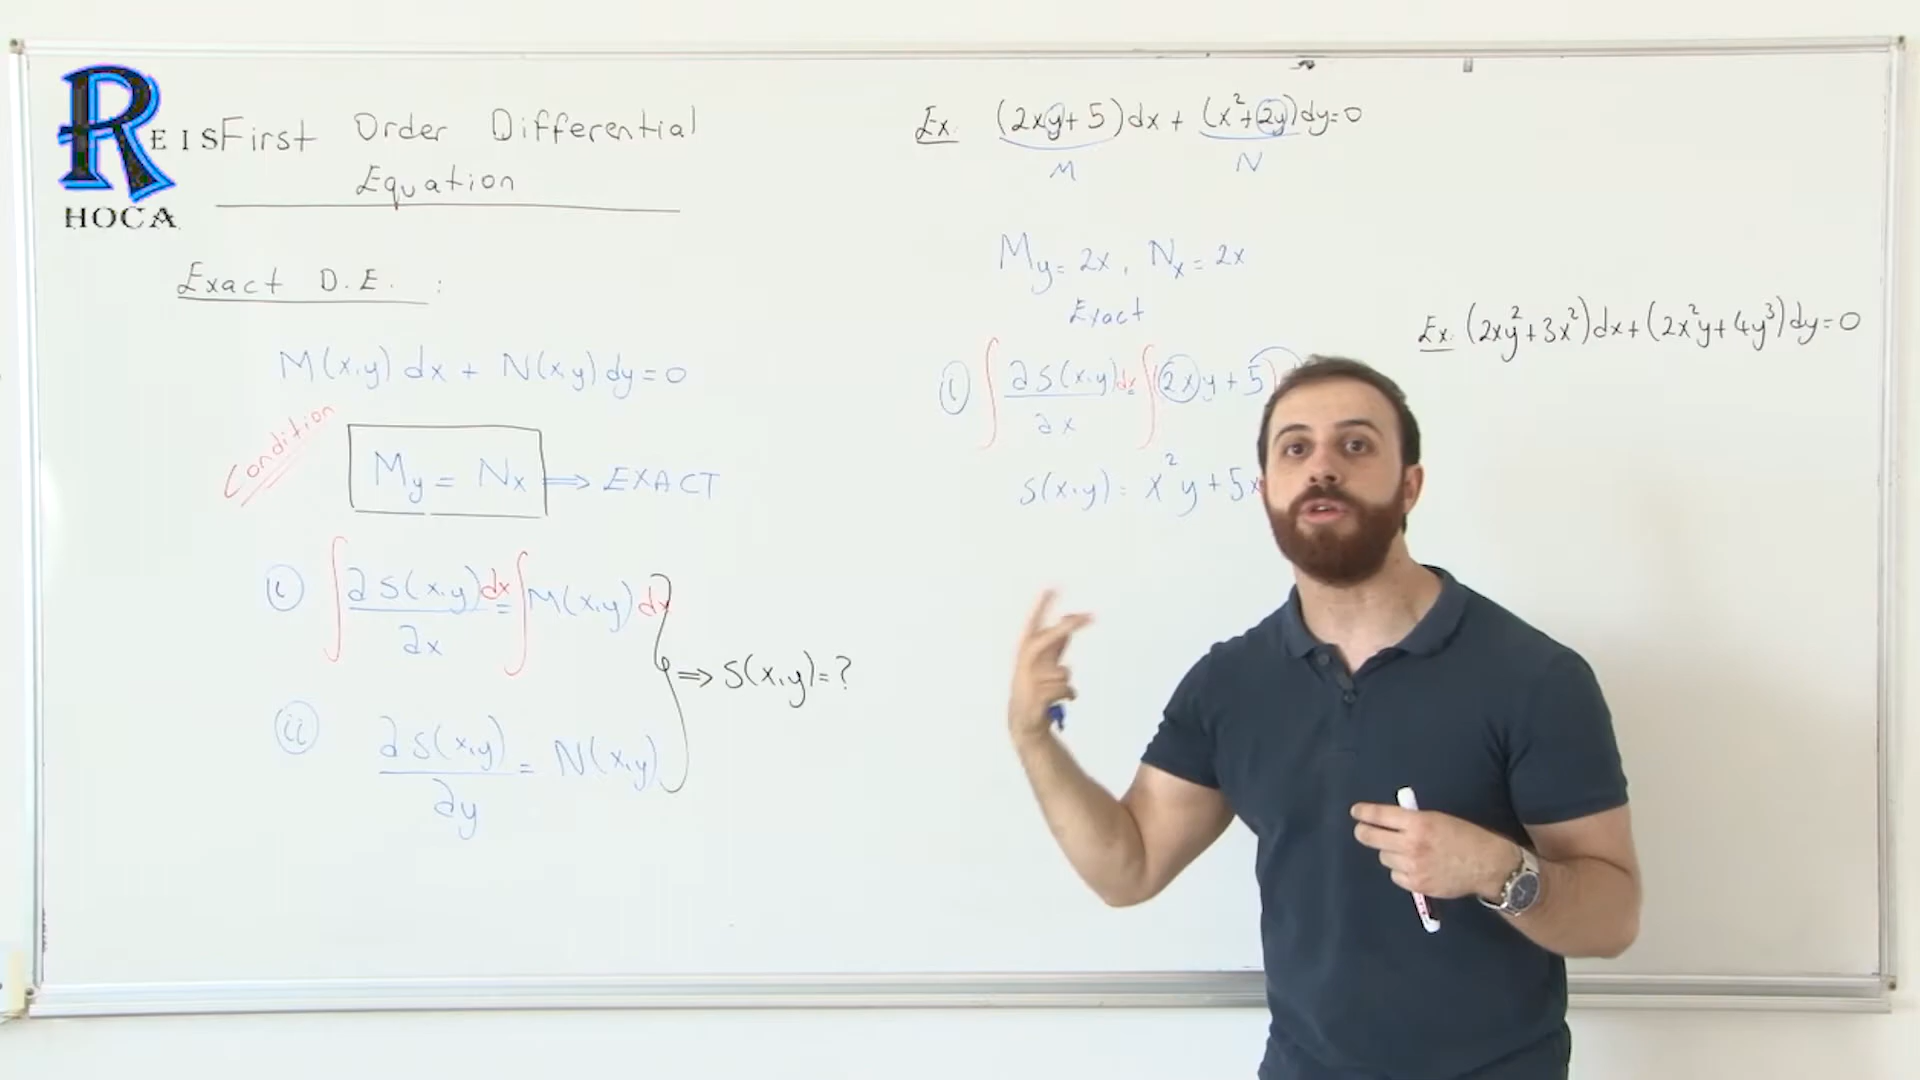 R
REIS
HOCA
First Order Differential
Equation
Exact D.E. :
M(x,y) dx + N(x,y) dy = 0
Condition
My = Nx ⟹ EXACT
(i) ∫ ∂S(x,y)/∂x dx = ∫ M(x,y) dx
(ii) ∂S(x,y)/∂y = N(x,y)
⟹ S(x,y) = ?
Ex. (2xy + 5) dx + (x² + 2y) dy = 0
M N
My = 2x , Nx = 2x
Exact
(i) ∫ ∂S(x,y)/∂x dx = ∫ (2xy + 5)
S(x,y) = x²y + 5x
Ex: (2xy² + 3x²) dx + (2x²y + 4y³) dy = 0